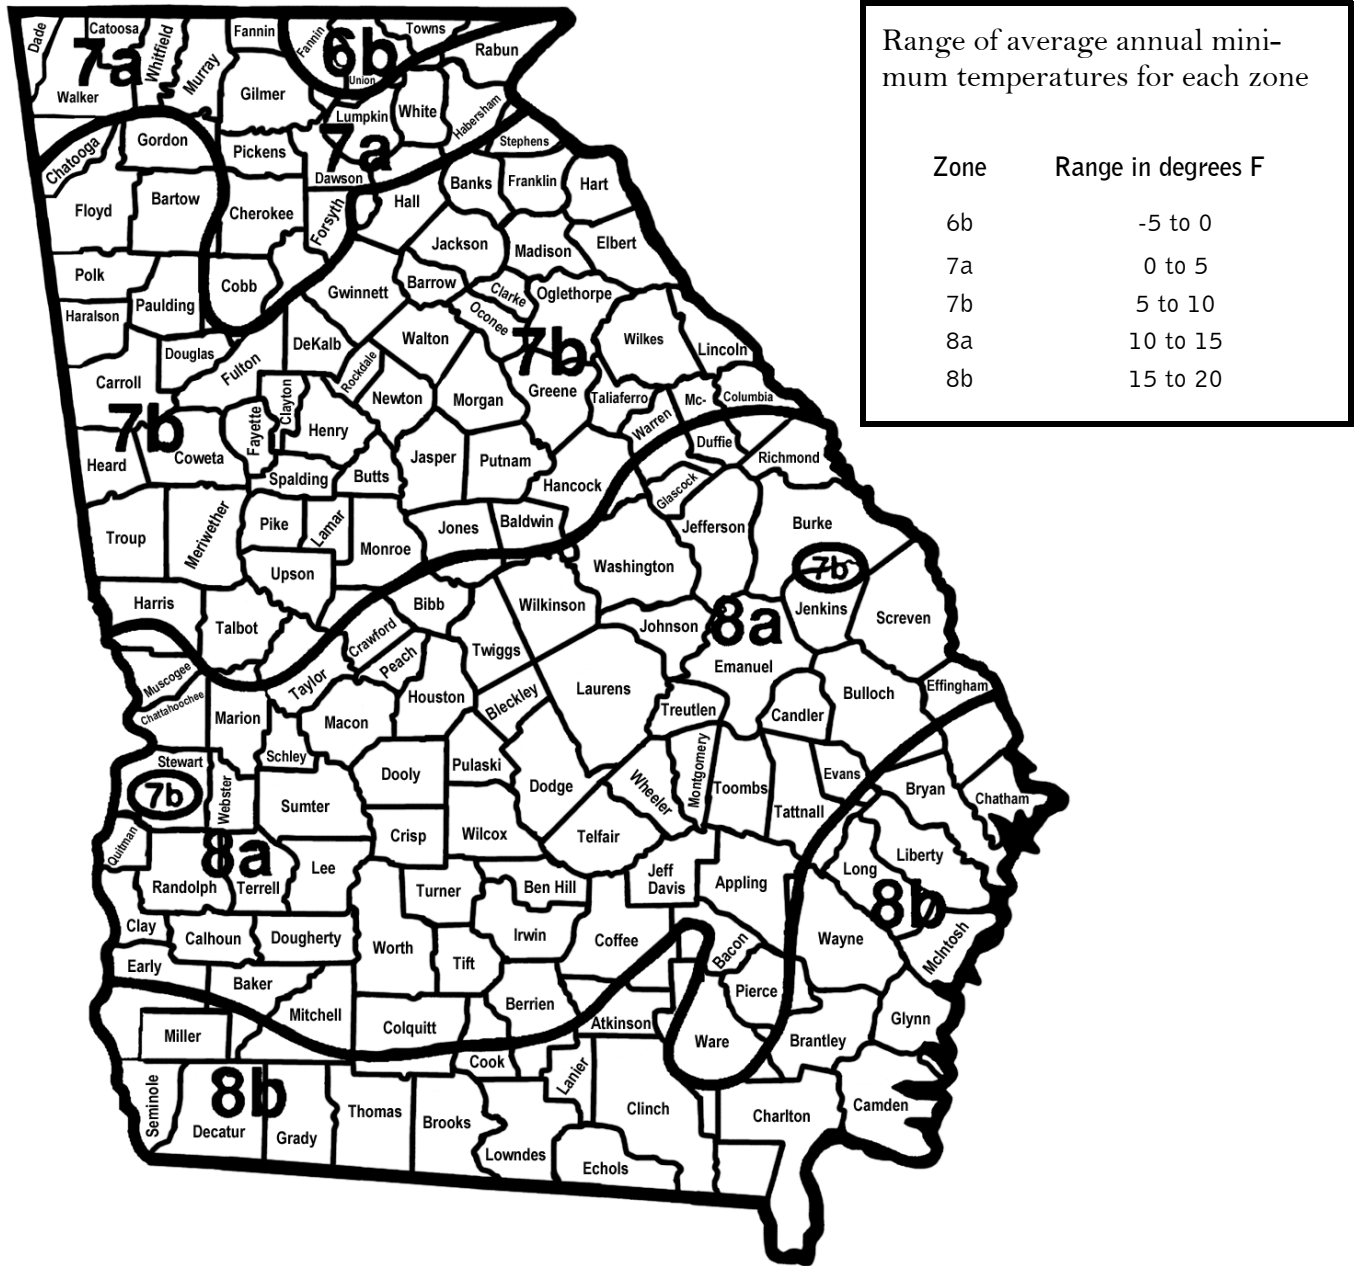 Range of average annual mini-
mum temperatures for each zone
Zone Range in degrees F
6b -5 to 0
7a 0 to 5
7b 5 to 10
8a 10 to 15
8b 15 to 20
Dade
Catoosa
7a
Whitfield
Murray
Walker
Fannin
Fannin
6b
Union
Towns
Rabun
Gilmer
Lumpkin
White
Habersham
7a
Stephens
Chatooga
Gordon
Pickens
Dawson
Banks
Franklin
Hart
Floyd
Bartow
Cherokee
Forsyth
Hall
Jackson
Madison
Elbert
Polk
Paulding
Cobb
Gwinnett
Barrow
Clarke
Oconee
Oglethorpe
Haralson
Douglas
Fulton
DeKalb
Rockdale
Walton
7b
Wilkes
Lincoln
Carroll
7b
Fayette
Clayton
Henry
Newton
Morgan
Greene
Taliaferro
Warren
Mc-
Duffie
Columbia
Richmond
Heard
Coweta
Spalding
Butts
Jasper
Putnam
Hancock
Glascock
Troup
Meriwether
Pike
Lamar
Monroe
Jones
Baldwin
Washington
Jefferson
Burke
7b
Upson
Harris
Talbot
Crawford
Bibb
Wilkinson
Johnson
8a
Jenkins
Screven
Muscogee
Chattahoochee
Marion
Taylor
Peach
Twiggs
Emanuel
Macon
Houston
Bleckley
Laurens
Treutlen
Candler
Bulloch
Effingham
Stewart
7b
Webster
Schley
Dooly
Pulaski
Dodge
Wheeler
Montgomery
Toombs
Tattnall
Evans
Bryan
Chatham
Quitman
8a
Sumter
Crisp
Wilcox
Telfair
Liberty
Long
8b
Randolph
Terrell
Lee
Turner
Ben Hill
Jeff
Davis
Appling
Clay
Calhoun
Dougherty
Worth
Tift
Irwin
Coffee
Bacon
Wayne
McIntosh
Early
Baker
Mitchell
Berrien
Pierce
Miller
Colquitt
Atkinson
Ware
Brantley
Glynn
Cook
Lanier
Seminole
8b
Decatur
Grady
Thomas
Brooks
Lowndes
Clinch
Echols
Charlton
Camden